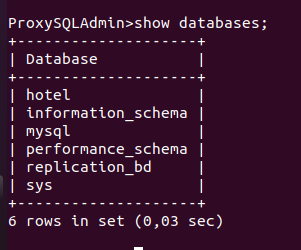 ProxySQLAdmin>show databases;
+--------------------+
| Database           |
+--------------------+
| hotel              |
| information_schema |
| mysql              |
| performance_schema |
| replication_bd     |
| sys                |
+--------------------+
6 rows in set (0,03 sec)